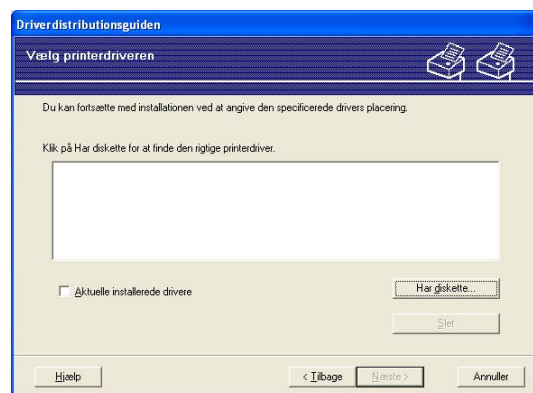 Driverdistributionsguiden
Vælg printerdriveren
Du kan fortsætte med installationen ved at angive den specificerede drivers placering.
Klik på Har diskette for at finde den rigtige printerdriver.
Aktuelle installerede drivere
Har diskette...
Slet
Hjælp
< Tilbage
Næste >
Annuller